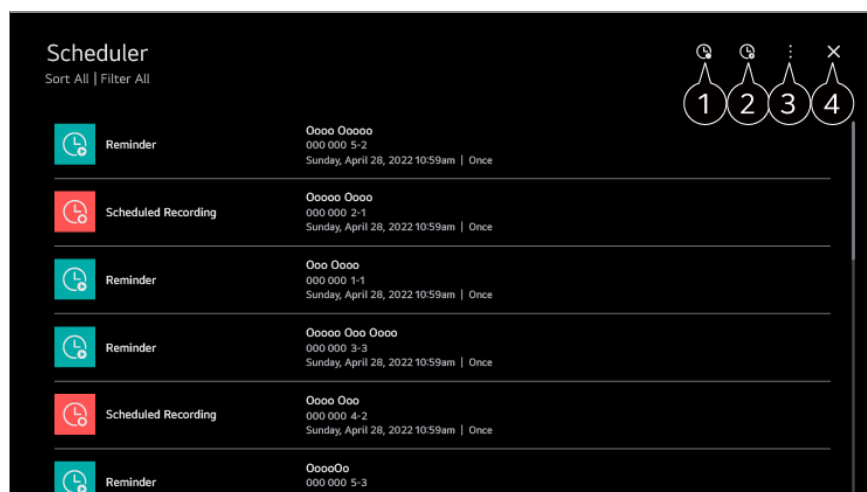 Scheduler
Sort All | Filter All
1 2 3 4
Reminder
Oooo Ooooo
000 000 5-2
Sunday, April 28, 2022 10:59am | Once
Scheduled Recording
Ooooo Oooo
000 000 2-1
Sunday, April 28, 2022 10:59am | Once
Reminder
Ooo Oooo
000 000 1-1
Sunday, April 28, 2022 10:59am | Once
Reminder
Ooooo Ooo Oooo
000 000 3-3
Sunday, April 28, 2022 10:59am | Once
Scheduled Recording
Oooo Ooo
000 000 4-2
Sunday, April 28, 2022 10:59am | Once
Reminder
OoooOo
000 000 5-3